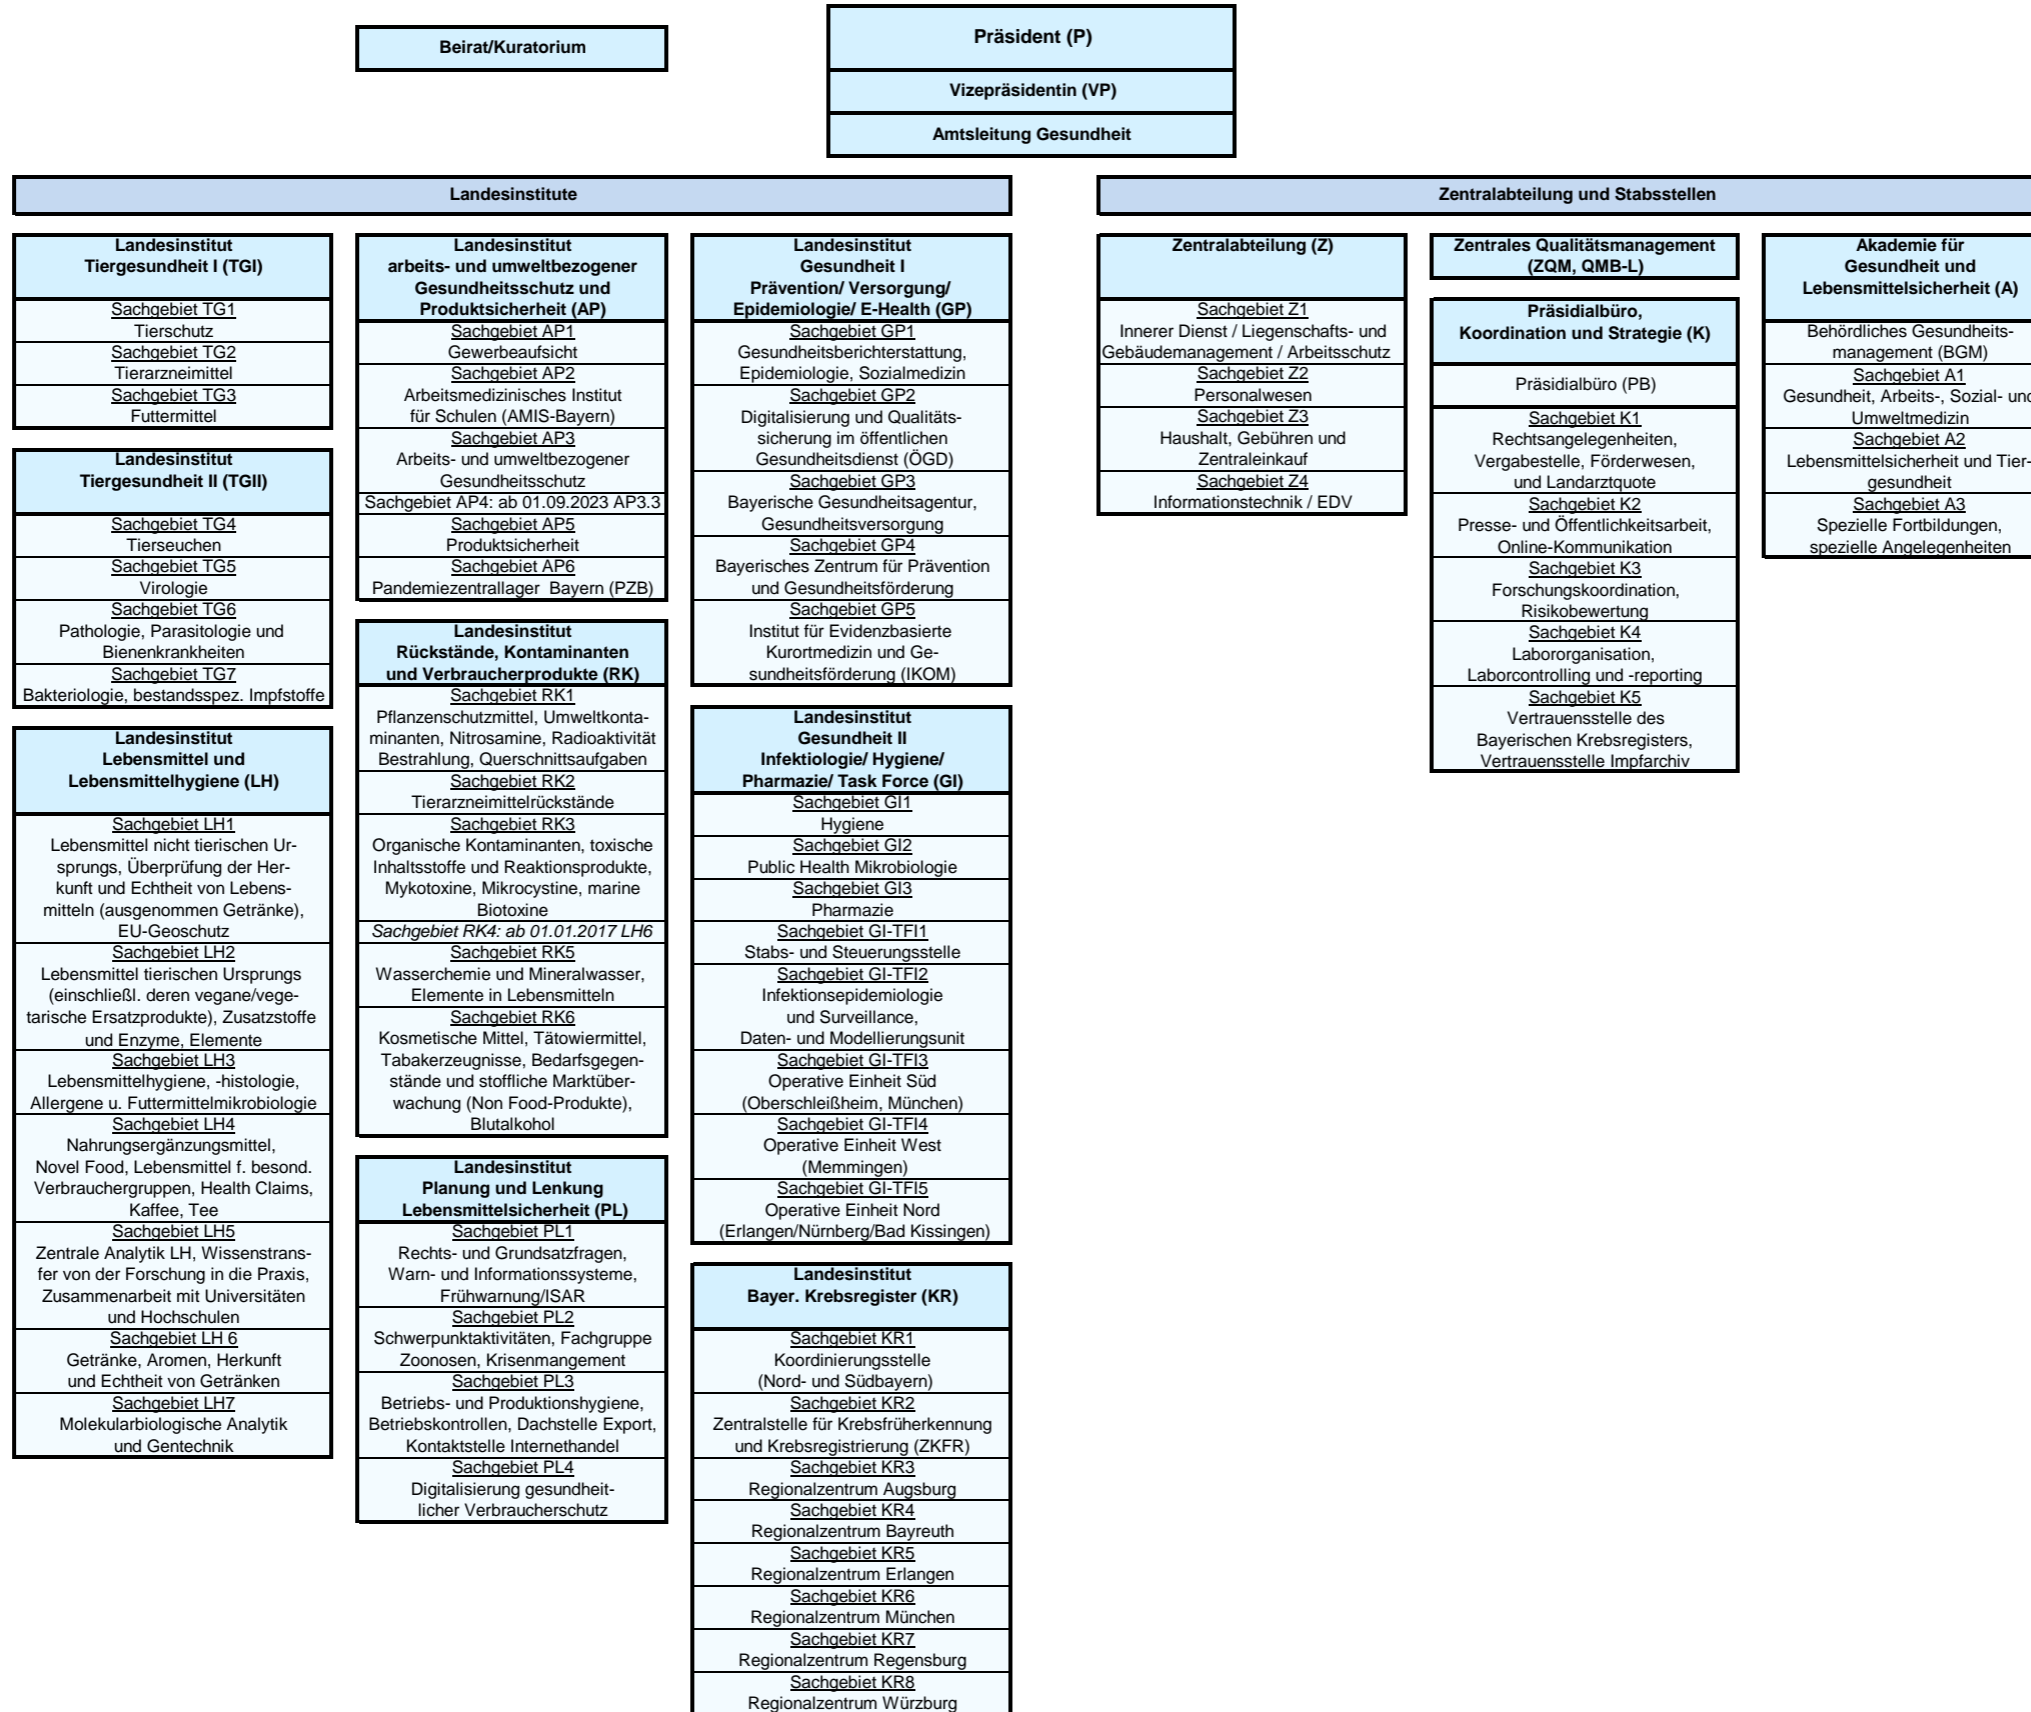 Beirat/Kuratorium
Präsident (P)
Vizepräsidentin (VP)
Amtsleitung Gesundheit
Landesinstitute
Landesinstitut
Tiergesundheit I (TGI)
Sachgebiet TG1
Tierschutz
Sachgebiet TG2
Tierarzneimittel
Sachgebiet TG3
Futtermittel
Landesinstitut
Tiergesundheit II (TGII)
Sachgebiet TG4
Tierseuchen
Sachgebiet TG5
Virologie
Sachgebiet TG6
Pathologie, Parasitologie und
Bienenkrankheiten
Sachgebiet TG7
Bakteriologie, bestandsspez. Impfstoffe
Landesinstitut
Lebensmittel und
Lebensmittelhygiene (LH)
Sachgebiet LH1
Lebensmittel nicht tierischen Ur-
sprungs, Überprüfung der Her-
kunft und Echtheit von Lebens-
mitteln (ausgenommen Getränke),
EU-Geoschutz
Sachgebiet LH2
Lebensmittel tierischen Ursprungs
(einschließl. deren vegane/vege-
tarische Ersatzprodukte), Zusatzstoffe
und Enzyme, Elemente
Sachgebiet LH3
Lebensmittelhygiene, -histologie,
Allergene u. Futtermittelmikrobiologie
Sachgebiet LH4
Nahrungsergänzungsmittel,
Novel Food, Lebensmittel f. besond.
Verbrauchergruppen, Health Claims,
Kaffee, Tee
Sachgebiet LH5
Zentrale Analytik LH, Wissenstrans-
fer von der Forschung in die Praxis,
Zusammenarbeit mit Universitäten
und Hochschulen
Sachgebiet LH 6
Getränke, Aromen, Herkunft
und Echtheit von Getränken
Sachgebiet LH7
Molekularbiologische Analytik
und Gentechnik
Landesinstitut
arbeits- und umweltbezogener
Gesundheitsschutz und
Produktsicherheit (AP)
Sachgebiet AP1
Gewerbeaufsicht
Sachgebiet AP2
Arbeitsmedizinisches Institut
für Schulen (AMIS-Bayern)
Sachgebiet AP3
Arbeits- und umweltbezogener
Gesundheitsschutz
Sachgebiet AP4: ab 01.09.2023 AP3.3
Sachgebiet AP5
Produktsicherheit
Sachgebiet AP6
Pandemiezentrallager Bayern (PZB)
Landesinstitut
Rückstände, Kontaminanten
und Verbraucherprodukte (RK)
Sachgebiet RK1
Pflanzenschutzmittel, Umweltkonta-
minanten, Nitrosamine, Radioaktivität
Bestrahlung, Querschnittsaufgaben
Sachgebiet RK2
Tierarzneimittelrückstände
Sachgebiet RK3
Organische Kontaminanten, toxische
Inhaltsstoffe und Reaktionsprodukte,
Mykotoxine, Mikrocystine, marine
Biotoxine
Sachgebiet RK4: ab 01.01.2017 LH6
Sachgebiet RK5
Wasserchemie und Mineralwasser,
Elemente in Lebensmitteln
Sachgebiet RK6
Kosmetische Mittel, Tätowiermittel,
Tabakerzeugnisse, Bedarfsgegen-
stände und stoffliche Marktüber-
wachung (Non Food-Produkte),
Blutalkohol
Landesinstitut
Planung und Lenkung
Lebensmittelsicherheit (PL)
Sachgebiet PL1
Rechts- und Grundsatzfragen,
Warn- und Informationssysteme,
Frühwarnung/ISAR
Sachgebiet PL2
Schwerpunktaktivitäten, Fachgruppe
Zoonosen, Krisenmangement
Sachgebiet PL3
Betriebs- und Produktionshygiene,
Betriebskontrollen, Dachstelle Export,
Kontaktstelle Internethandel
Sachgebiet PL4
Digitalisierung gesundheit-
licher Verbraucherschutz
Landesinstitut
Gesundheit I
Prävention/ Versorgung/
Epidemiologie/ E-Health (GP)
Sachgebiet GP1
Gesundheitsberichterstattung,
Epidemiologie, Sozialmedizin
Sachgebiet GP2
Digitalisierung und Qualitäts-
sicherung im öffentlichen
Gesundheitsdienst (ÖGD)
Sachgebiet GP3
Bayerische Gesundheitsagentur,
Gesundheitsversorgung
Sachgebiet GP4
Bayerisches Zentrum für Prävention
und Gesundheitsförderung
Sachgebiet GP5
Institut für Evidenzbasierte
Kurortmedizin und Ge-
sundheitsförderung (IKOM)
Landesinstitut
Gesundheit II
Infektiologie/ Hygiene/
Pharmazie/ Task Force (GI)
Sachgebiet GI1
Hygiene
Sachgebiet GI2
Public Health Mikrobiologie
Sachgebiet GI3
Pharmazie
Sachgebiet GI-TFI1
Stabs- und Steuerungsstelle
Sachgebiet GI-TFI2
Infektionsepidemiologie
und Surveillance,
Daten- und Modellierungsunit
Sachgebiet GI-TFI3
Operative Einheit Süd
(Oberschleißheim, München)
Sachgebiet GI-TFI4
Operative Einheit West
(Memmingen)
Sachgebiet GI-TFI5
Operative Einheit Nord
(Erlangen/Nürnberg/Bad Kissingen)
Landesinstitut
Bayer. Krebsregister (KR)
Sachgebiet KR1
Koordinierungsstelle
(Nord- und Südbayern)
Sachgebiet KR2
Zentralstelle für Krebsfrüherkennung
und Krebsregistrierung (ZKFR)
Sachgebiet KR3
Regionalzentrum Augsburg
Sachgebiet KR4
Regionalzentrum Bayreuth
Sachgebiet KR5
Regionalzentrum Erlangen
Sachgebiet KR6
Regionalzentrum München
Sachgebiet KR7
Regionalzentrum Regensburg
Sachgebiet KR8
Regionalzentrum Würzburg
Zentralabteilung und Stabsstellen
Zentralabteilung (Z)
Sachgebiet Z1
Innerer Dienst / Liegenschafts- und
Gebäudemanagement / Arbeitsschutz
Sachgebiet Z2
Personalwesen
Sachgebiet Z3
Haushalt, Gebühren und
Zentraleinkauf
Sachgebiet Z4
Informationstechnik / EDV
Zentrales Qualitätsmanagement
(ZQM, QMB-L)
Präsidialbüro,
Koordination und Strategie (K)
Präsidialbüro (PB)
Sachgebiet K1
Rechtsangelegenheiten,
Vergabestelle, Förderwesen,
und Landarztquote
Sachgebiet K2
Presse- und Öffentlichkeitsarbeit,
Online-Kommunikation
Sachgebiet K3
Forschungskoordination,
Risikobewertung
Sachgebiet K4
Labororganisation,
Laborcontrolling und -reporting
Sachgebiet K5
Vertrauensstelle des
Bayerischen Krebsregisters,
Vertrauensstelle Impfarchiv
Akademie für
Gesundheit und
Lebensmittelsicherheit (A)
Behördliches Gesundheits-
management (BGM)
Sachgebiet A1
Gesundheit, Arbeits-, Sozial- und
Umweltmedizin
Sachgebiet A2
Lebensmittelsicherheit und Tier-
gesundheit
Sachgebiet A3
Spezielle Fortbildungen,
spezielle Angelegenheiten